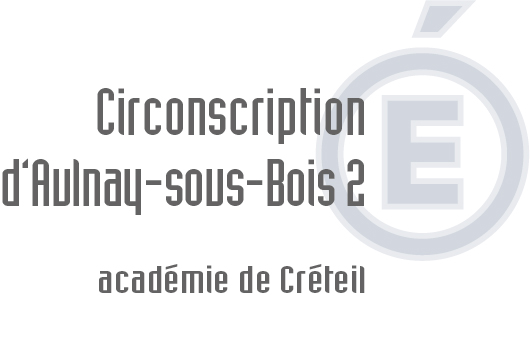 Circonscription
d'Aulnay-sous-Bois 2
académie de Créteil
É